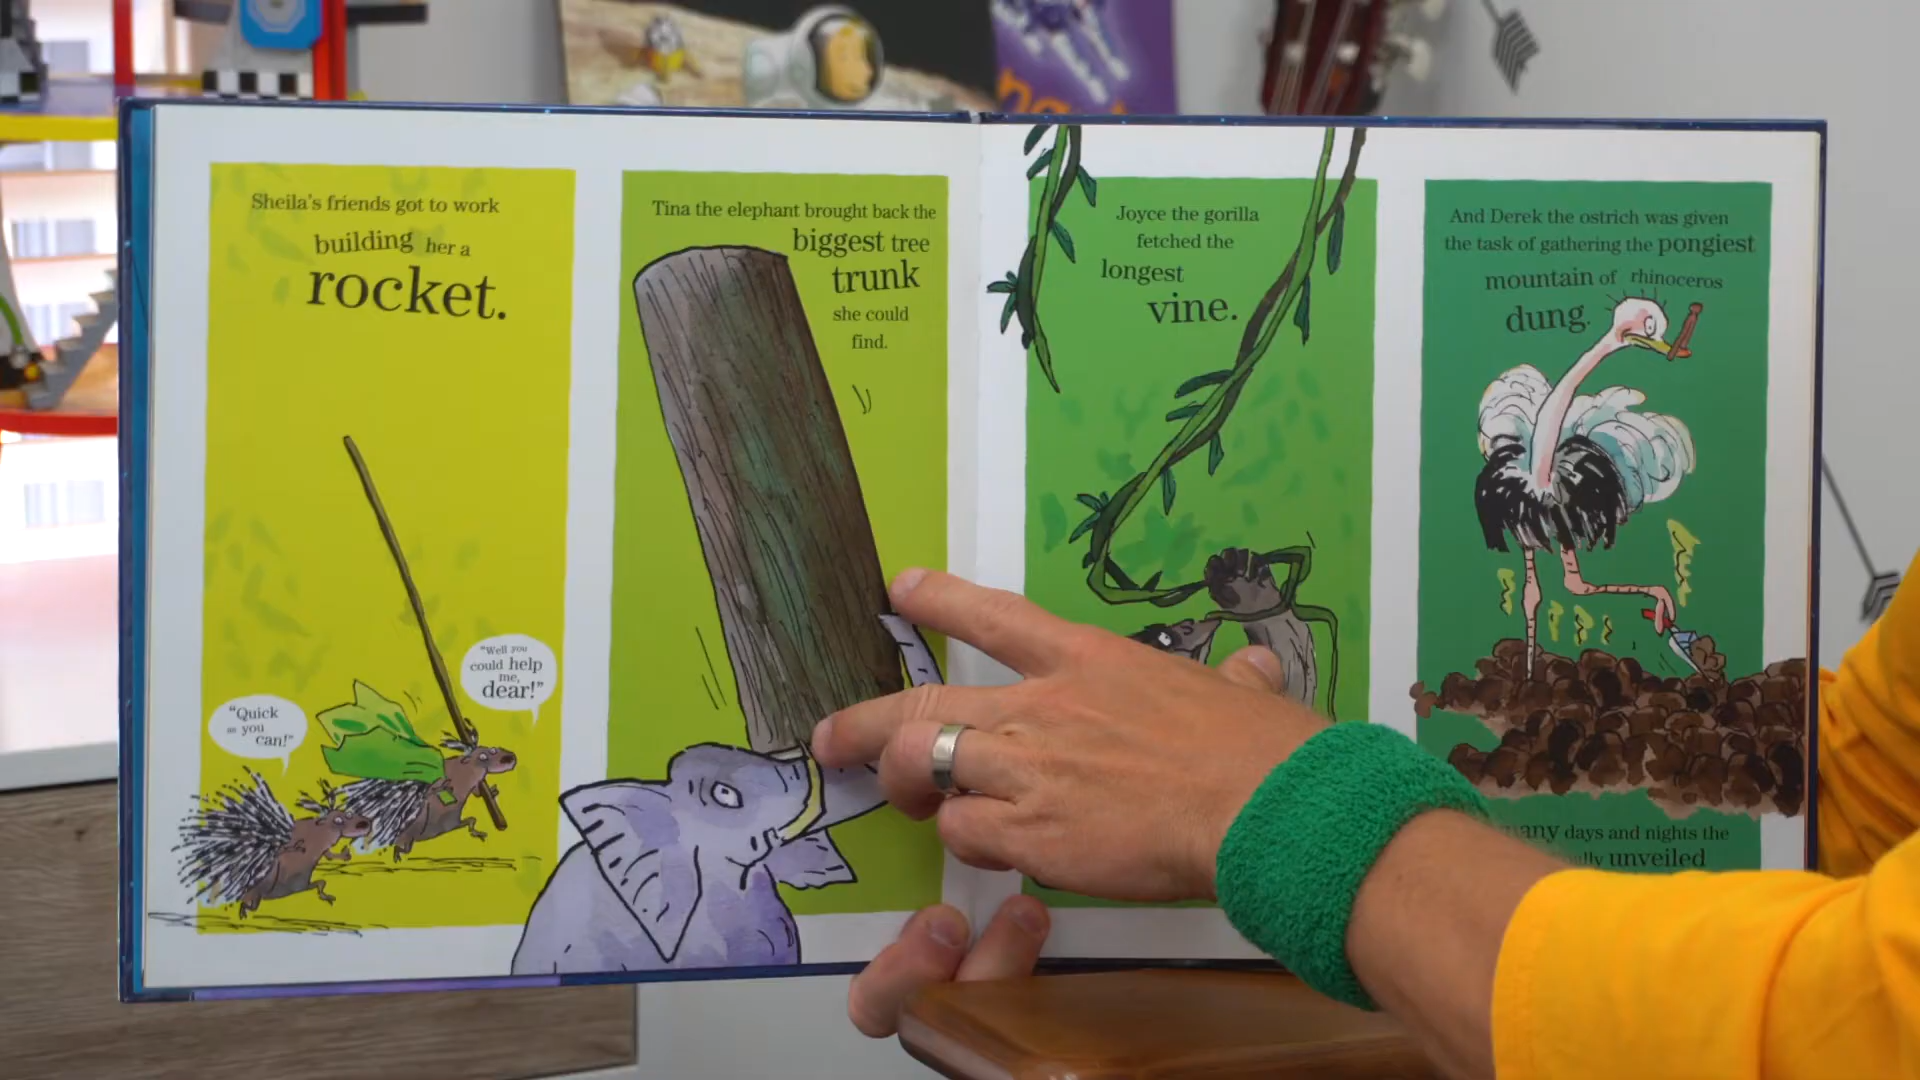 Sheila's friends got to work
building her a
rocket.
"Well you
could help
me,
dear!"
"Quick
as you
can!"
Tina the elephant brought back the
biggest tree
trunk
she could
find.
Joyce the gorilla
fetched the
longest
vine.
And Derek the ostrich was given
the task of gathering the pongiest
mountain of rhinoceros
dung.
many days and nights the
unveiled